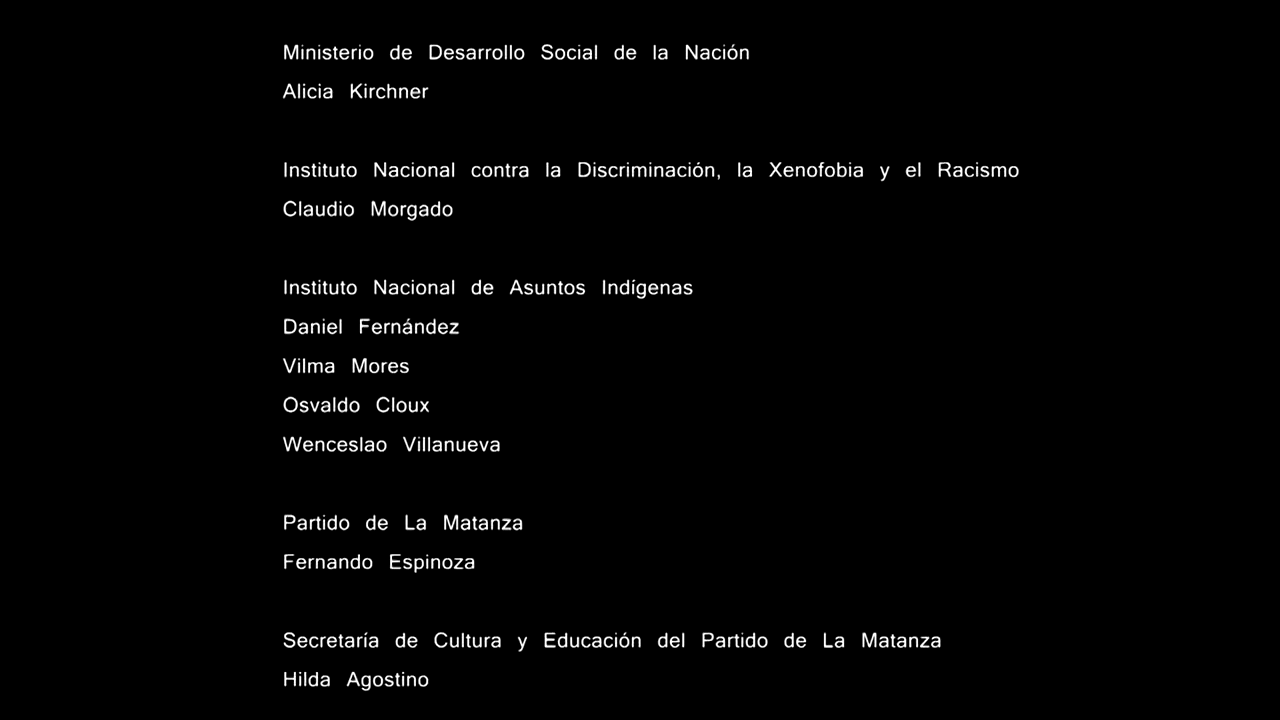 Ministerio de Desarrollo Social de la Nación
Alicia Kirchner
Instituto Nacional contra la Discriminación, la Xenofobia y el Racismo
Claudio Morgado
Instituto Nacional de Asuntos Indígenas
Daniel Fernández
Vilma Mores
Osvaldo Cloux
Wenceslao Villanueva
Partido de La Matanza
Fernando Espinoza
Secretaría de Cultura y Educación del Partido de La Matanza
Hilda Agostino